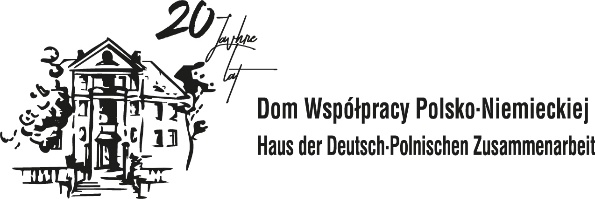 20 Jahre
lat
Dom Współpracy Polsko-Niemieckiej
Haus der Deutsch-Polnischen Zusammenarbeit